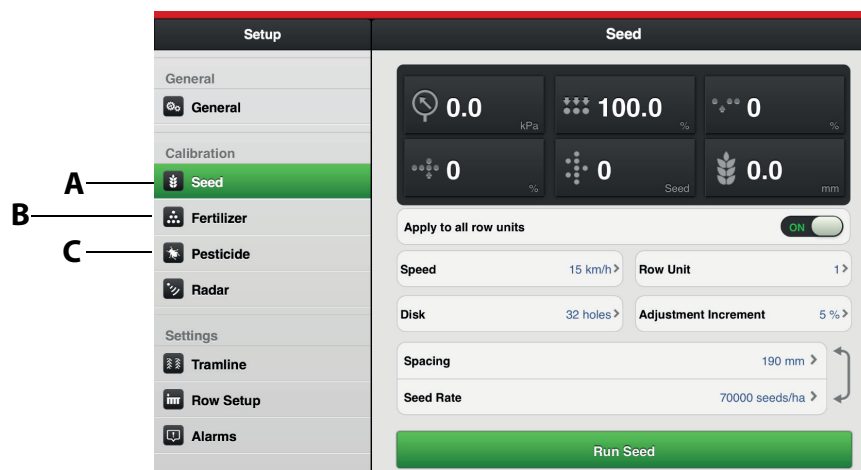 Setup
Seed
General
General
Calibration
A
Seed
B
Fertilizer
C
Pesticide
Radar
Settings
Tramline
Row Setup
Alarms
0.0 kPa
100.0 %
0 %
0 %
0 Seed
0.0 mm
Apply to all row units ON
Speed 15 km/h >
Row Unit 1 >
Disk 32 holes >
Adjustment Increment 5 % >
Spacing 190 mm >
Seed Rate 70000 seeds/ha >
Run Seed